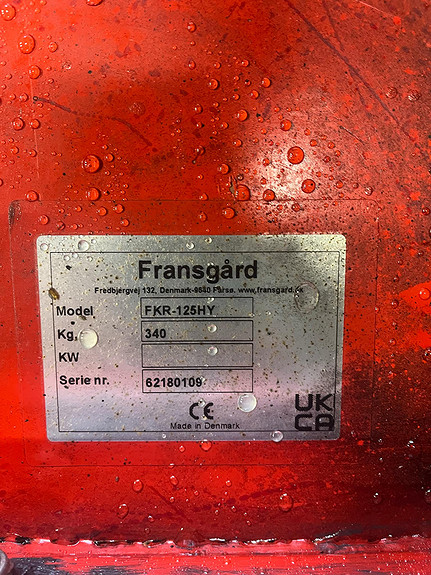 Fransgård
Fredbjergvej 132, Denmark-9640 Farsø. www.fransgard.dk
Model FKR-125HY
Kg. 340
KW
Serie nr. 62180109
CE
Made in Denmark
UK
CA